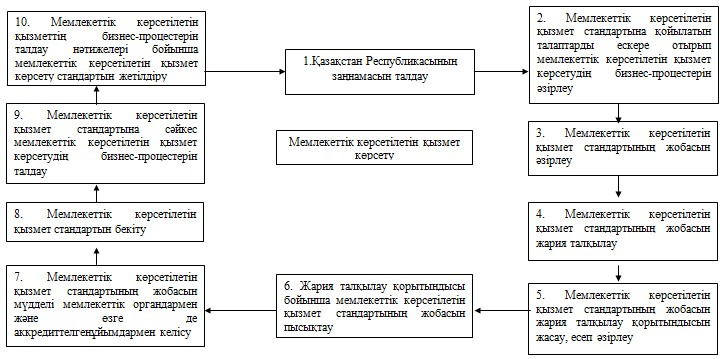 1.Қазақстан Республикасының
заңнамасын талдау
2. Мемлекеттік көрсетілетін
қызмет стандартына қойылатын
талаптарды ескере отырып
мемлекеттік көрсетілетін қызмет
көрсетудің бизнес-процестерін
әзірлеу
3. Мемлекеттік көрсетілетін
қызмет стандартының жобасын
әзірлеу
4. Мемлекеттік көрсетілетін
қызмет стандартының жобасын
жария талқылау
5. Мемлекеттік көрсетілетін
қызмет стандартының жобасын
жария талқылау қорытындысын
жасау, есеп әзірлеу
6. Жария талқылау қорытындысы
бойынша мемлекеттік көрсетілетін
қызмет стандартының жобасын
пысықтау
7. Мемлекеттік көрсетілетін
қызмет стандартының жобасын
мүдделі мемлекеттік органдармен
және өзге де
аккредиттелгенұйымдармен келісу
8. Мемлекеттік көрсетілетін
қызмет стандартын бекіту
9. Мемлекеттік көрсетілетін
қызмет стандартына сәйкес
мемлекеттік көрсетілетін қызмет
көрсетудің бизнес-процестерін
талдау
10. Мемлекеттік көрсетілетін
қызметтің бизнес-процестерін
талдау нәтижелері бойынша
мемлекеттік көрсетілетін қызмет
көрсету стандартын жетілдіру
Мемлекеттік көрсетілетін қызмет
көрсету